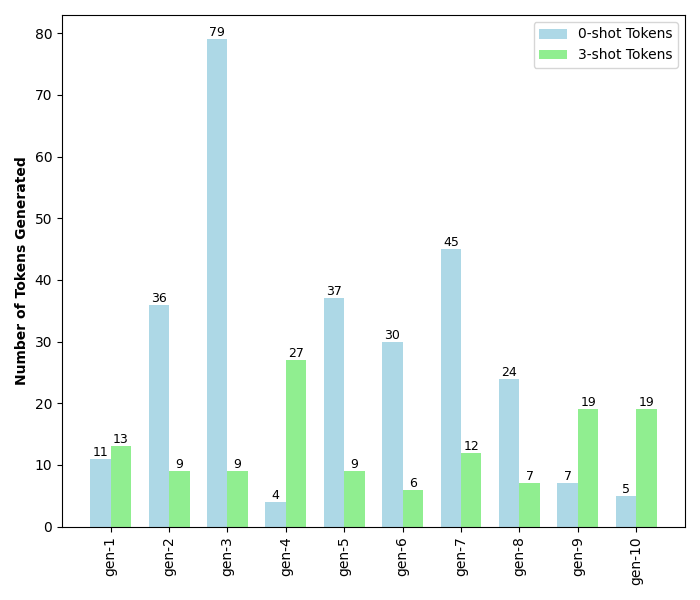 0-shot Tokens
3-shot Tokens
Number of Tokens Generated
80
70
60
50
40
30
20
10
0
11 13
36 9
79 9
4 27
37 9
30 6
45 12
24 7
7 19
5 19
gen-1
gen-2
gen-3
gen-4
gen-5
gen-6
gen-7
gen-8
gen-9
gen-10